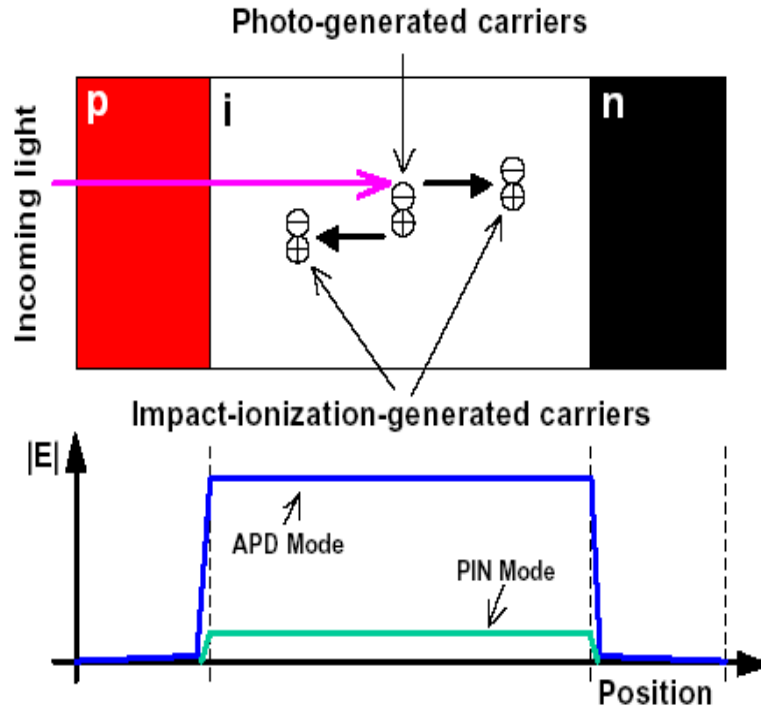 Photo-generated carriers
p
i
n
Incoming light
Impact-ionization-generated carriers
|E|
APD Mode
PIN Mode
Position